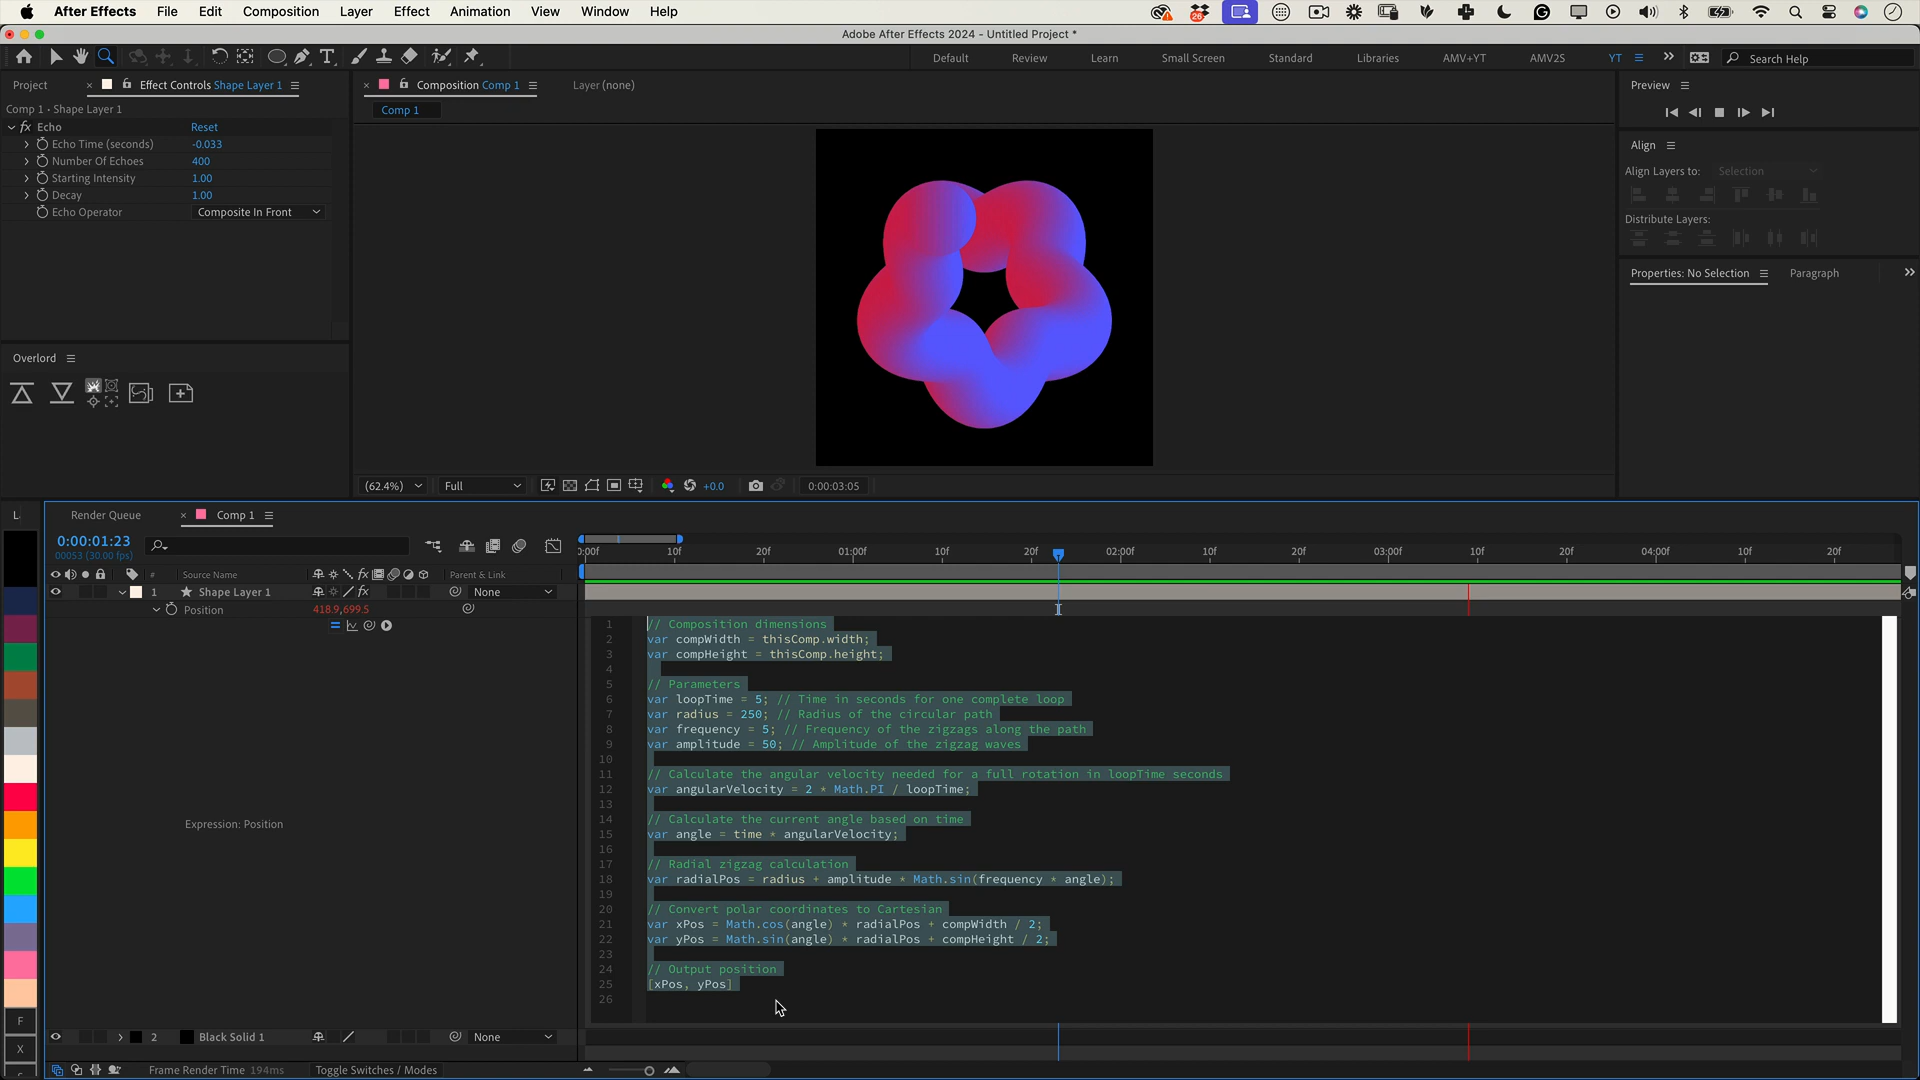 After Effects File Edit Composition Layer Effect Animation View Window Help
26
Adobe After Effects 2024 - Untitled Project *
Default Review Learn Small Screen Standard Libraries AMV+YT AMV2S YT Search Help
Project Effect Controls Shape Layer 1
Composition Comp 1 Layer (none)
Preview
Comp 1 • Shape Layer 1
Comp 1
fx Echo Reset
Echo Time (seconds) -0.033
Number Of Echoes 400
Starting Intensity 1.00
Decay 1.00
Echo Operator Composite In Front
Align
Align Layers to: Selection
Distribute Layers:
Properties: No Selection Paragraph
Overlord
(62.4%) Full +0.0 0:00:03:05
L
Render Queue Comp 1
0:00:01:23
00053 (30.00 fps)
0:00f 10f 20f 01:00f 10f 20f 02:00f 10f 20f 03:00f 10f 20f 04:00f 10f 20f
# Source Name Parent & Link
1 Shape Layer 1 None
Position 418.9,699.5
Expression: Position
1 // Composition dimensions
2 var compWidth = thisComp.width;
3 var compHeight = thisComp.height;
4
5 // Parameters
6 var loopTime = 5; // Time in seconds for one complete loop
7 var radius = 250; // Radius of the circular path
8 var frequency = 5; // Frequency of the zigzags along the path
9 var amplitude = 50; // Amplitude of the zigzag waves
10
11 // Calculate the angular velocity needed for a full rotation in loopTime seconds
12 var angularVelocity = 2 * Math.PI / loopTime;
13
14 // Calculate the current angle based on time
15 var angle = time * angularVelocity;
16
17 // Radial zigzag calculation
18 var radialPos = radius + amplitude * Math.sin(frequency * angle);
19
20 // Convert polar coordinates to Cartesian
21 var xPos = Math.cos(angle) * radialPos + compWidth / 2;
22 var yPos = Math.sin(angle) * radialPos + compHeight / 2;
23
24 // Output position
25 [xPos, yPos]
26
F
X
2 Black Solid 1 None
Frame Render Time 194ms Toggle Switches / Modes